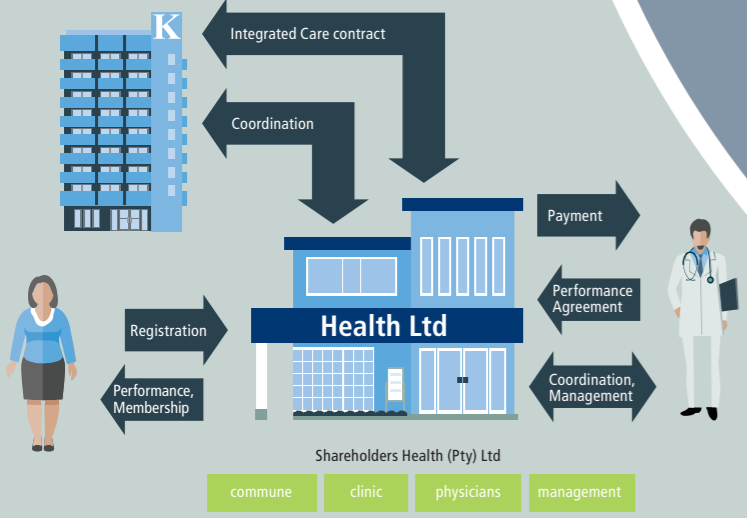 K
Integrated Care contract
Coordination
Payment
Performance
Agreement
Registration
Health Ltd
Performance,
Membership
Coordination,
Management
Shareholders Health (Pty) Ltd
commune
clinic
physicians
management